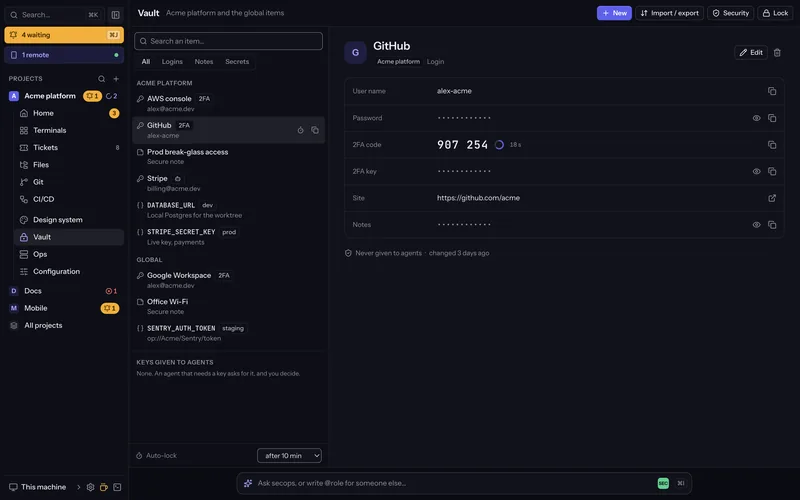 Search...
⌘K
4 waiting
⌘J
1 remote
PROJECTS
A Acme platform 1 2
Home 3
Terminals
Tickets 8
Files
Git
CI/CD
Design system
Vault
Ops
Configuration
D Docs 1
M Mobile 1
All projects
This machine
Vault Acme platform and the global items
New
Import / export
Security
Lock
Search an item...
All Logins Notes Secrets
ACME PLATFORM
AWS console 2FA
alex@acme.dev
GitHub 2FA
alex-acme
Prod break-glass access
Secure note
Stripe
billing@acme.dev
DATABASE_URL dev
Local Postgres for the worktree
STRIPE_SECRET_KEY prod
Live key, payments
GLOBAL
Google Workspace 2FA
alex@acme.dev
Office Wi-Fi
Secure note
SENTRY_AUTH_TOKEN staging
op://Acme/Sentry/token
KEYS GIVEN TO AGENTS
None. An agent that needs a key asks for it, and you decide.
Auto-lock after 10 min
G GitHub
Acme platform Login
Edit
User name alex-acme
Password ············
2FA code 907 254 18 s
2FA key ············
Site https://github.com/acme
Notes ············
Never given to agents · changed 3 days ago
Ask secops, or write @role for someone else...
SEC
⌘I